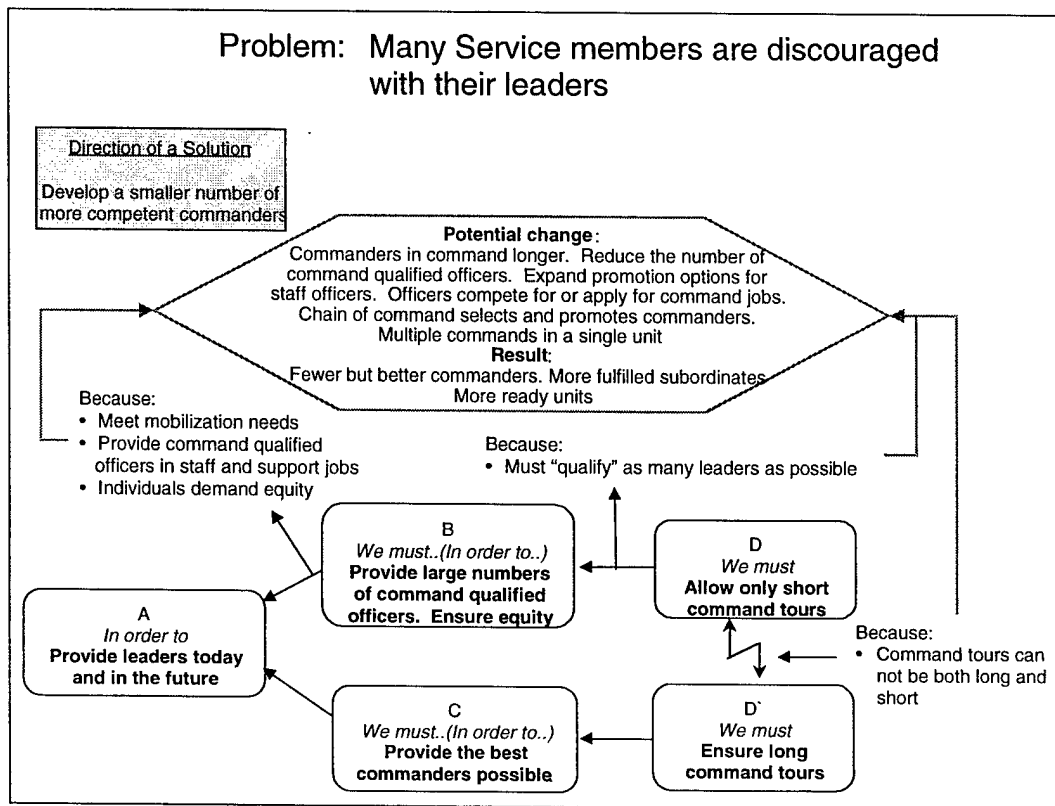 Problem: Many Service members are discouraged
with their leaders
Direction of a Solution
Develop a smaller number of
more competent commanders
Potential change:
Commanders in command longer. Reduce the number of
command qualified officers. Expand promotion options for
staff officers. Officers compete for or apply for command jobs.
Chain of command selects and promotes commanders.
Multiple commands in a single unit
Result:
Fewer but better commanders. More fulfilled subordinates
More ready units
Because:
• Meet mobilization needs
• Provide command qualified
officers in staff and support jobs
• Individuals demand equity
Because:
• Must "qualify" as many leaders as possible
B
We must..(In order to..)
Provide large numbers
of command qualified
officers. Ensure equity
D
We must
Allow only short
command tours
A
In order to
Provide leaders today
and in the future
Because:
• Command tours can
not be both long and
short
C
We must..(In order to..)
Provide the best
commanders possible
D`
We must
Ensure long
command tours